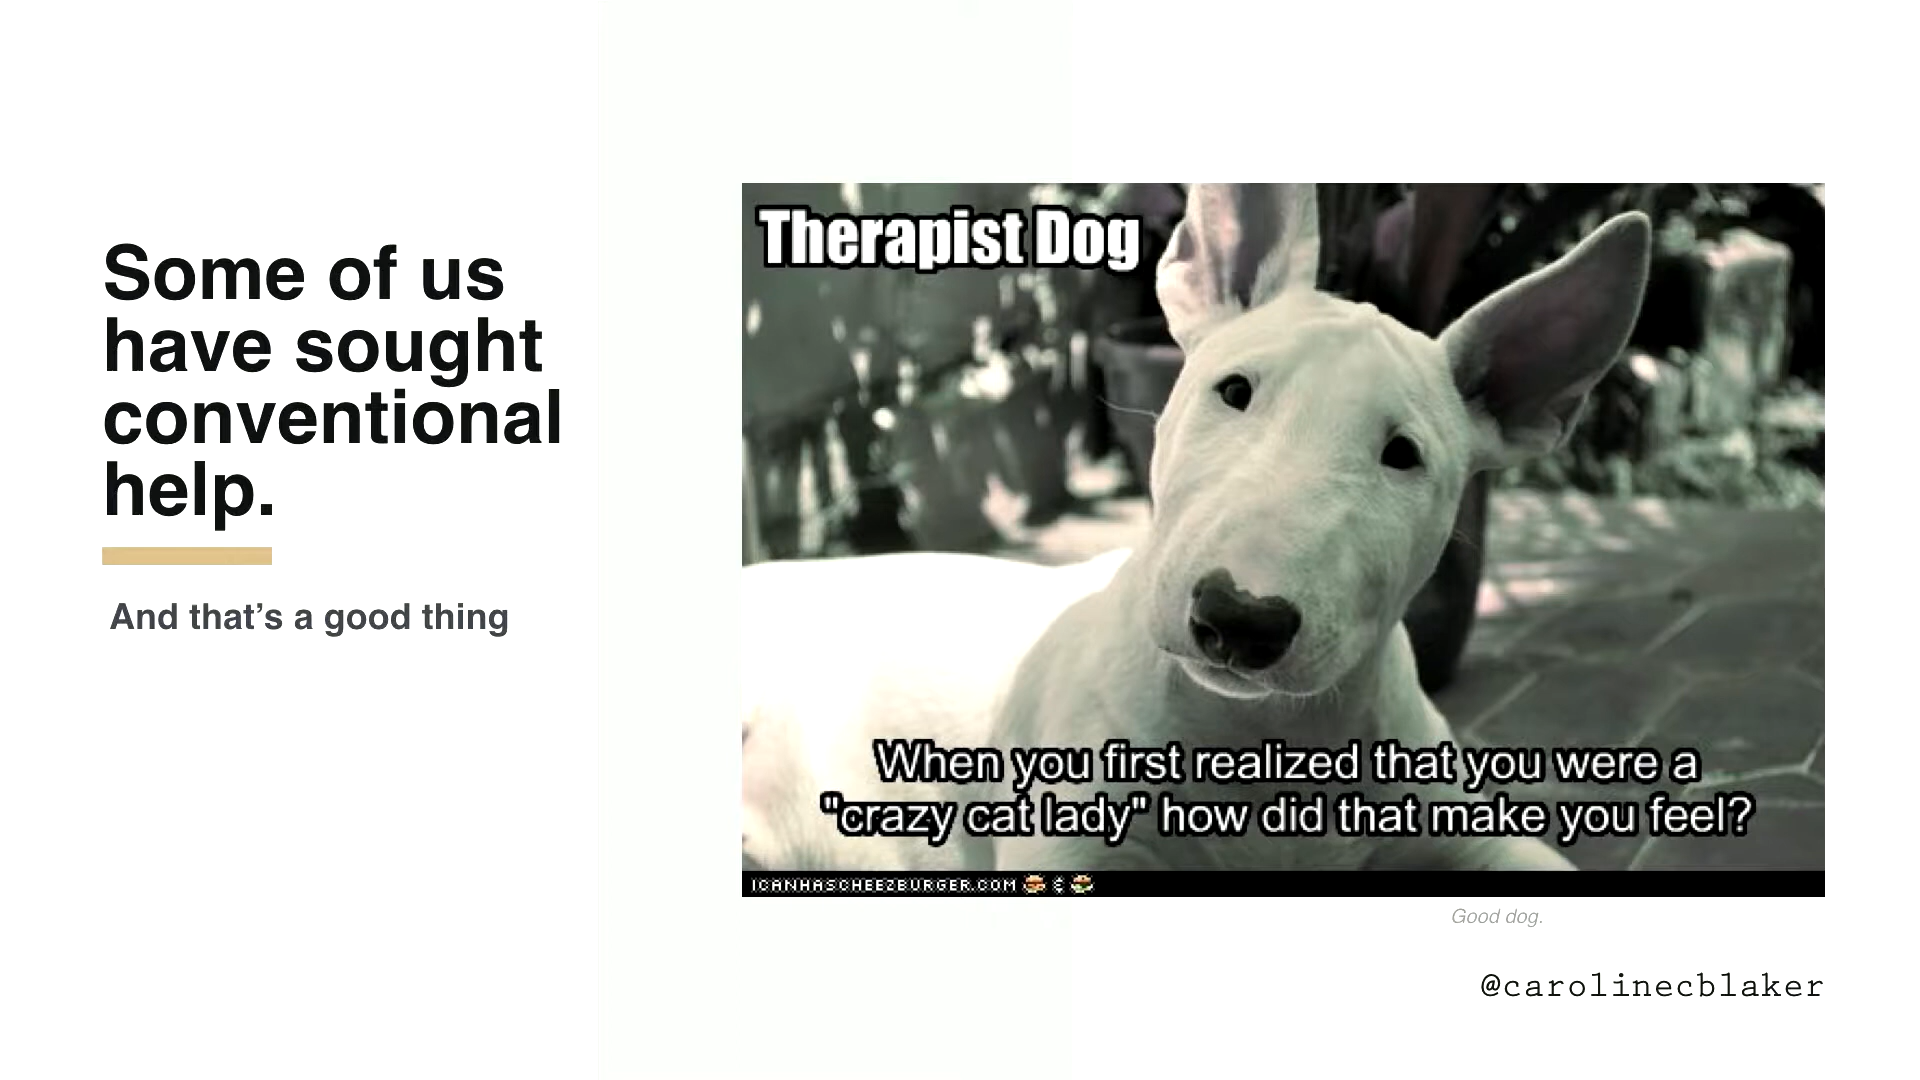 Some of us
have sought
conventional
help.
And that’s a good thing
Therapist Dog
When you first realized that you were a
"crazy cat lady" how did that make you feel?
ICANHASCHEEZBURGER.COM & 
Good dog.
@carolinecblaker